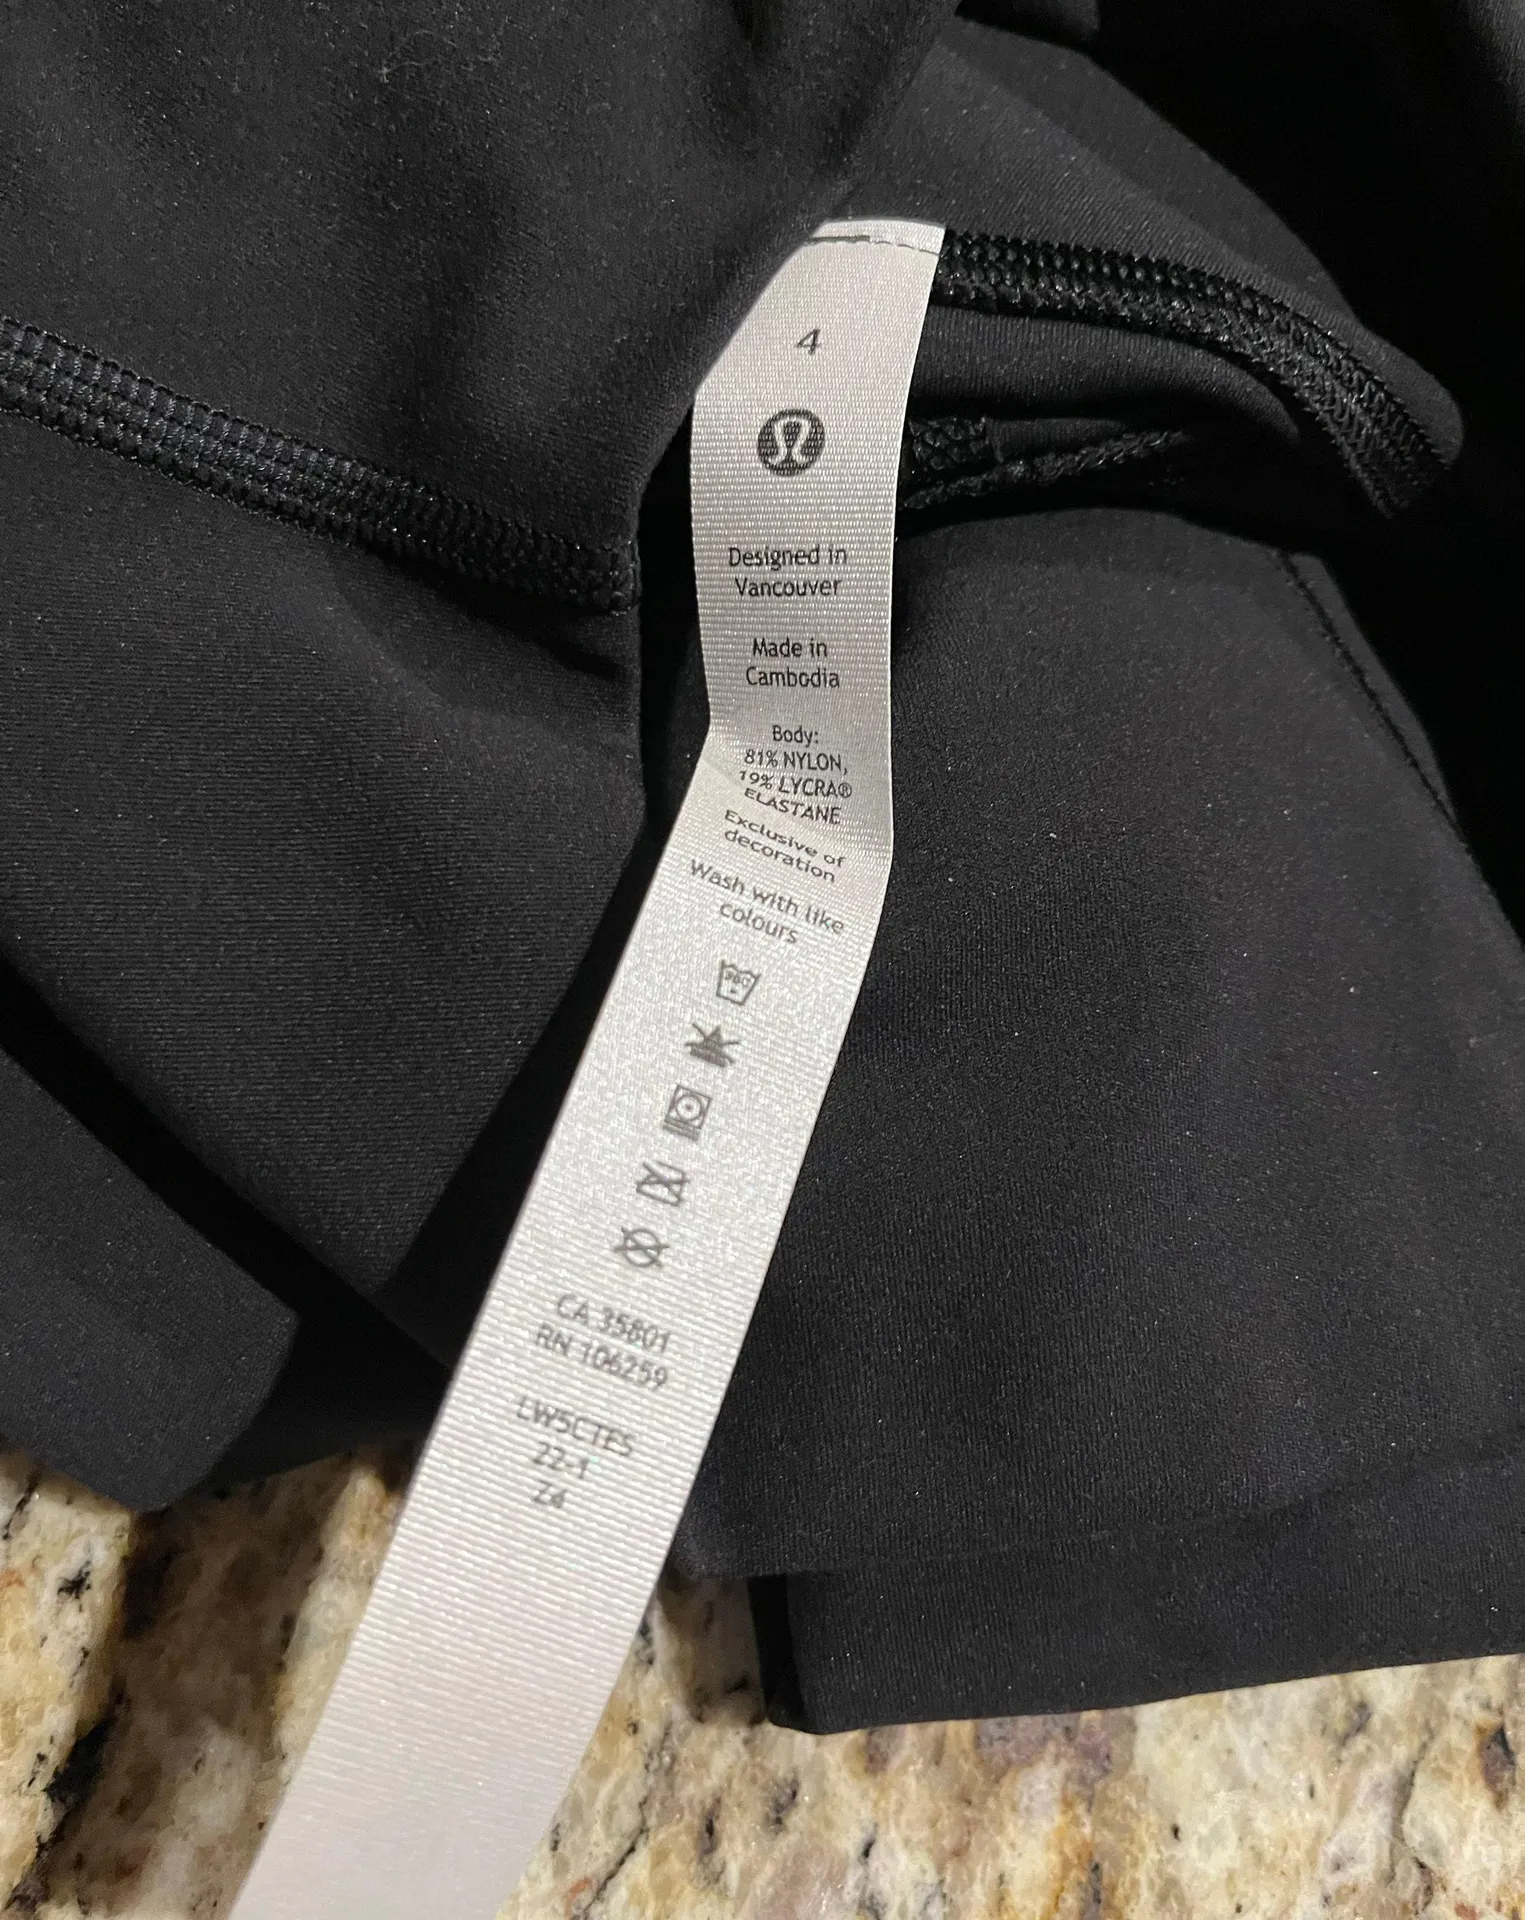 4
Designed in
Vancouver
Made in
Cambodia
Body:
81% NYLON,
19% LYCRA®
ELASTANE
Exclusive of
decoration
Wash with like
colours
CA 35801
RN 106259
LW5CTES
22-1
Z4